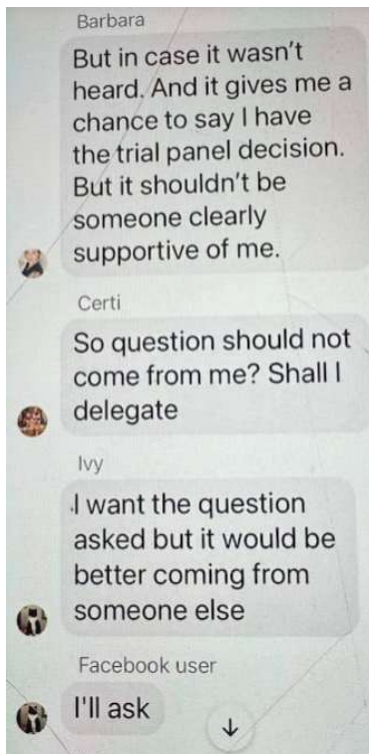 Barbara
But in case it wasn't
heard. And it gives me a
chance to say I have
the trial panel decision.
But it shouldn't be
someone clearly
supportive of me.
Certi
So question should not
come from me? Shall I
delegate
Ivy
I want the question
asked but it would be
better coming from
someone else
Facebook user
I'll ask